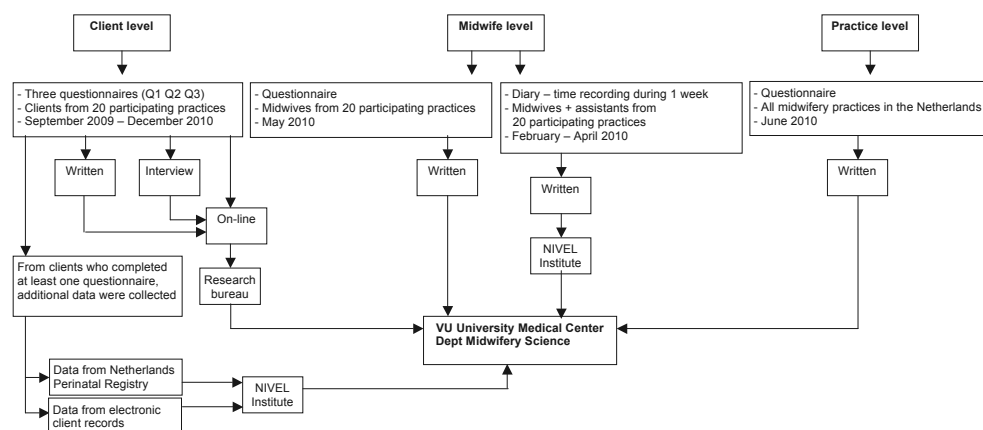 Client level
Midwife level
Practice level
- Three questionnaires (Q1 Q2 Q3)
- Clients from 20 participating practices
- September 2009 – December 2010
- Questionnaire
- Midwives from 20 participating practices
- May 2010
- Diary – time recording during 1 week
- Midwives + assistants from
20 participating practices
- February – April 2010
- Questionnaire
- All midwifery practices in the Netherlands
- June 2010
Written
Interview
On-line
Written
Written
Written
NIVEL
Institute
From clients who completed
at least one questionnaire,
additional data were collected
Research
bureau
VU University Medical Center
Dept Midwifery Science
Data from Netherlands
Perinatal Registry
Data from electronic
client records
NIVEL
Institute